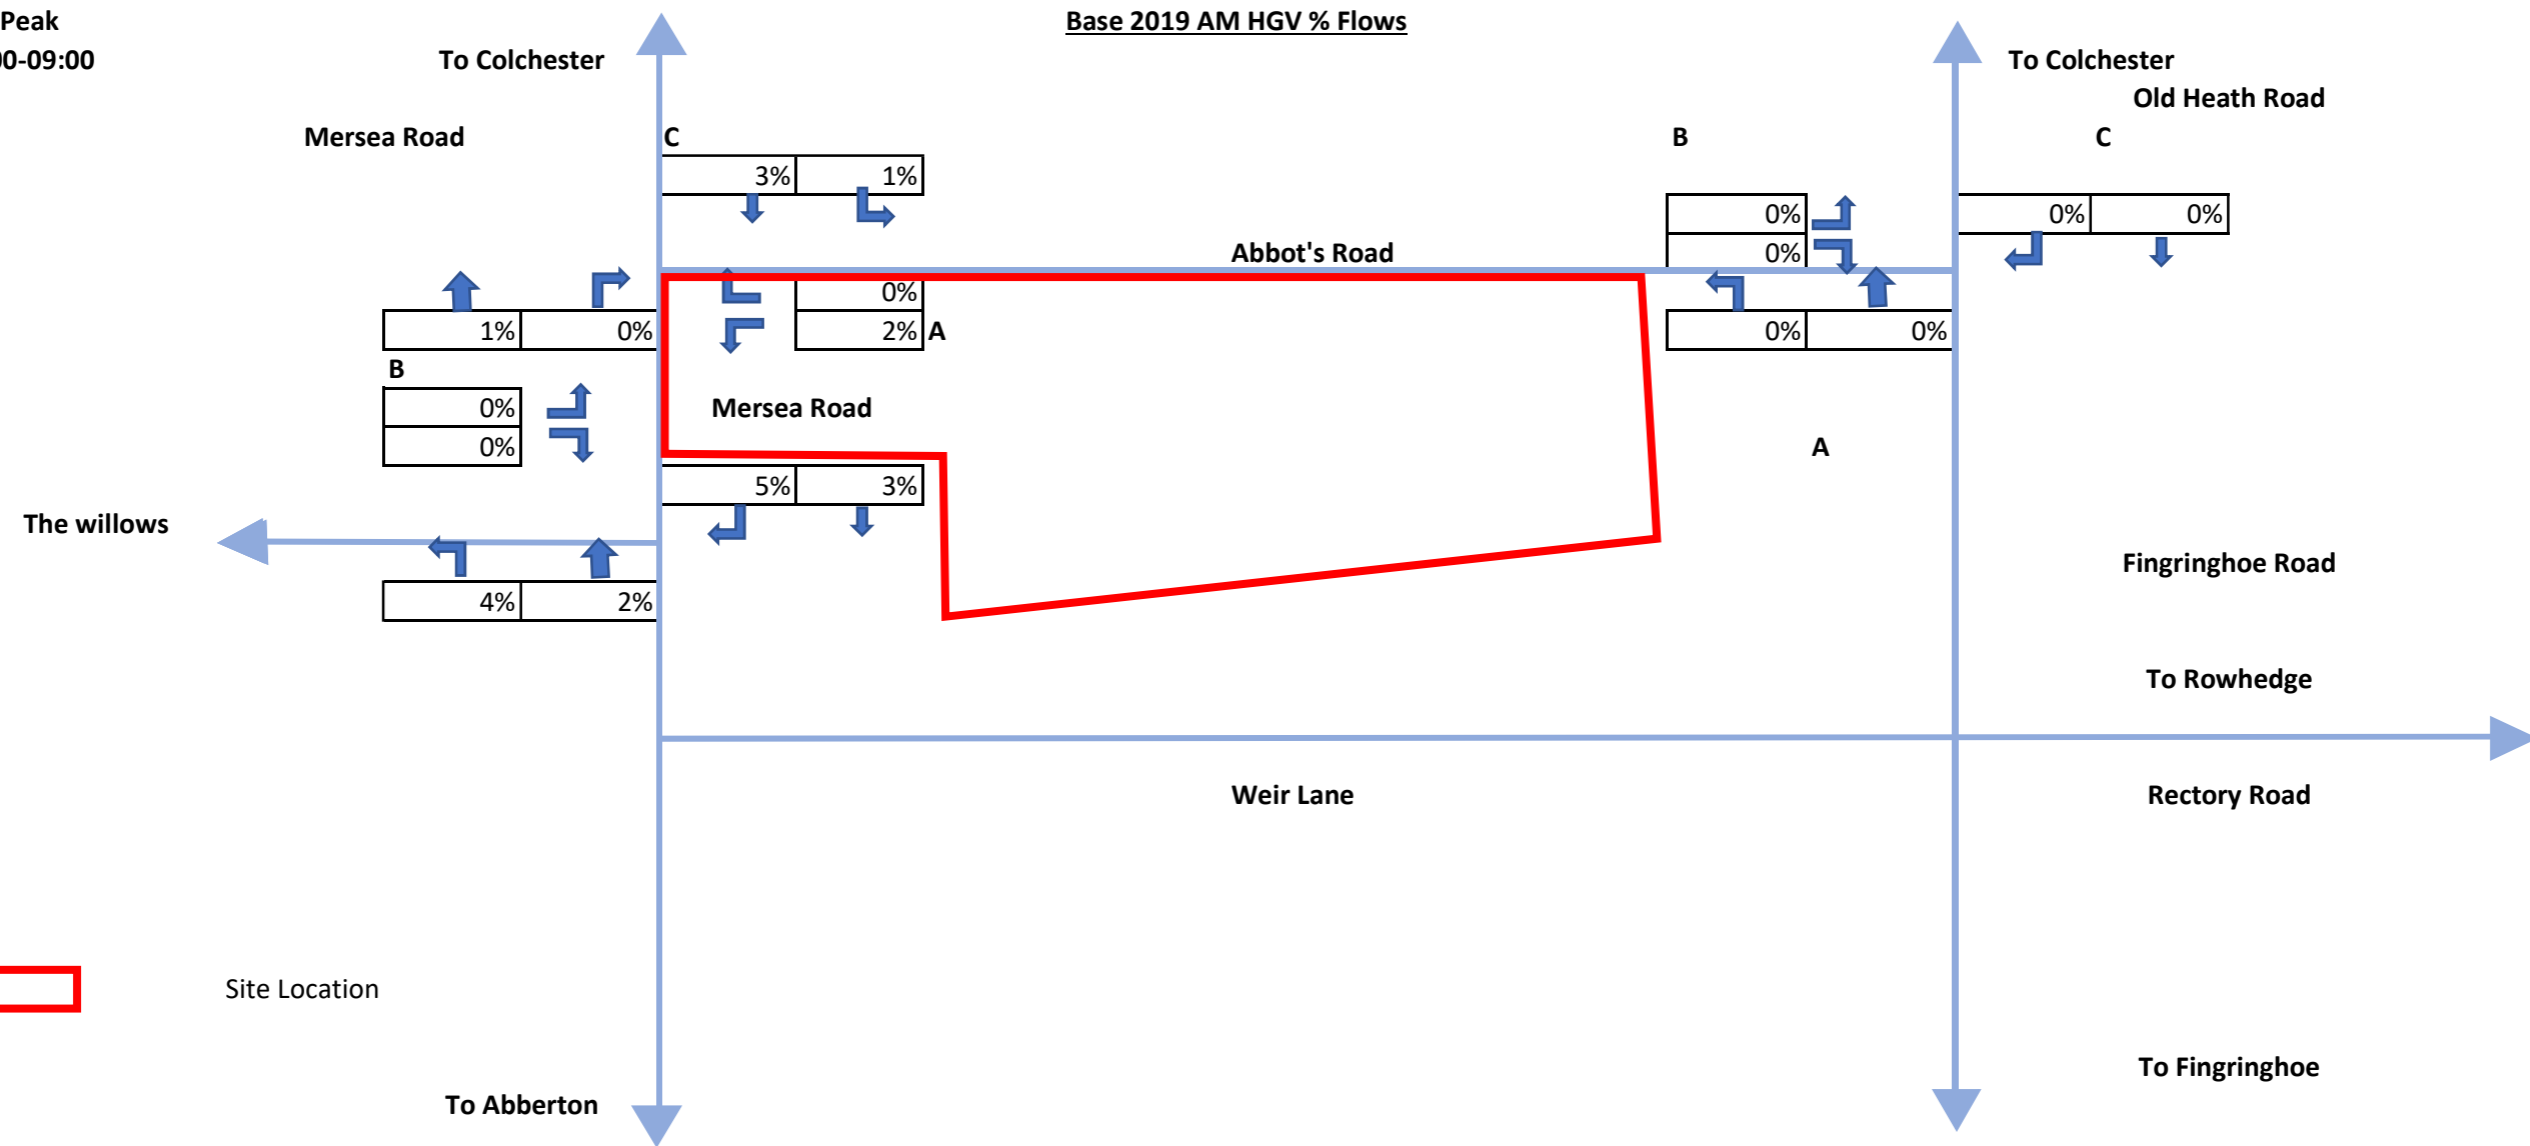 Peak
Base 2019 AM HGV % Flows
00-09:00
To Colchester
To Colchester
Old Heath Road
Mersea Road
C
B
C
3% 1%
0%
0% 0%
Abbot's Road
0%
0%
1% 0%
2% A
0% 0%
B
0%
Mersea Road
0%
A
5% 3%
The willows
Fingringhoe Road
4% 2%
To Rowhedge
Weir Lane
Rectory Road
Site Location
To Fingringhoe
To Abberton